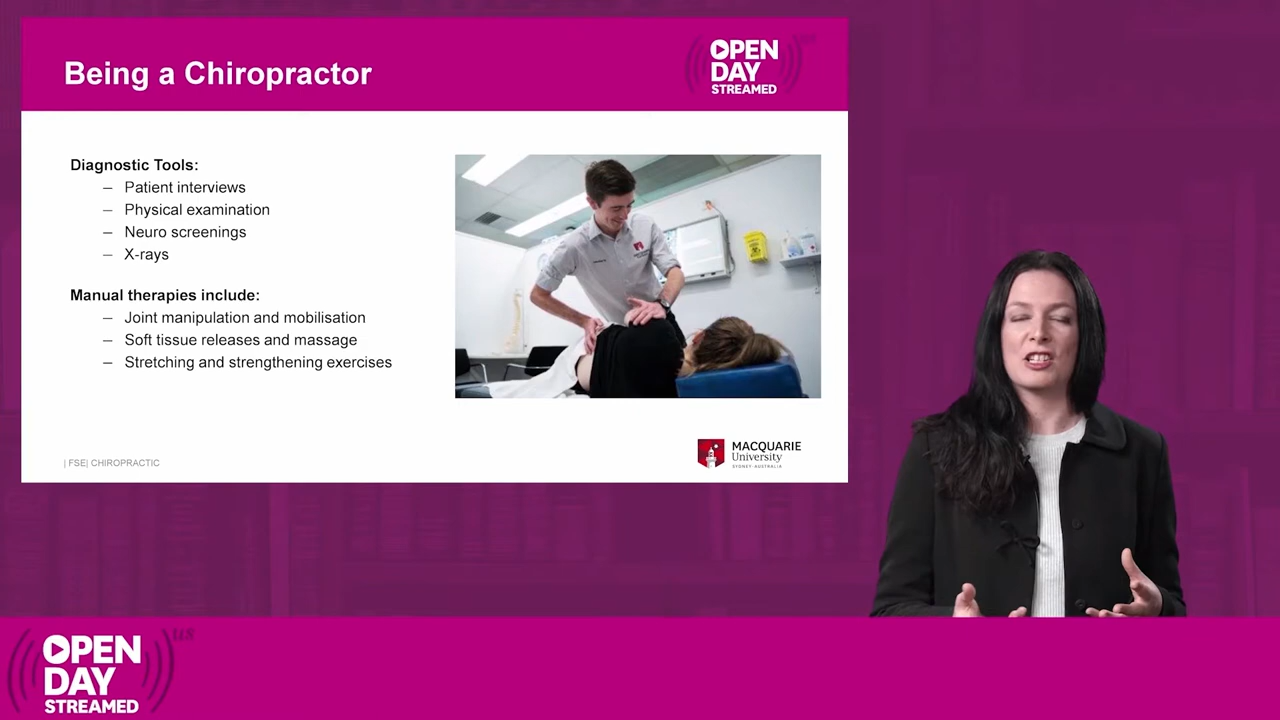 Being a Chiropractor
OPEN
DAY
STREAMED
Diagnostic Tools:
– Patient interviews
– Physical examination
– Neuro screenings
– X-rays
Manual therapies include:
– Joint manipulation and mobilisation
– Soft tissue releases and massage
– Stretching and strengthening exercises
| FSE| CHIROPRACTIC
MACQUARIE
University
SYDNEY-AUSTRALIA
OPEN
DAY
STREAMED
us